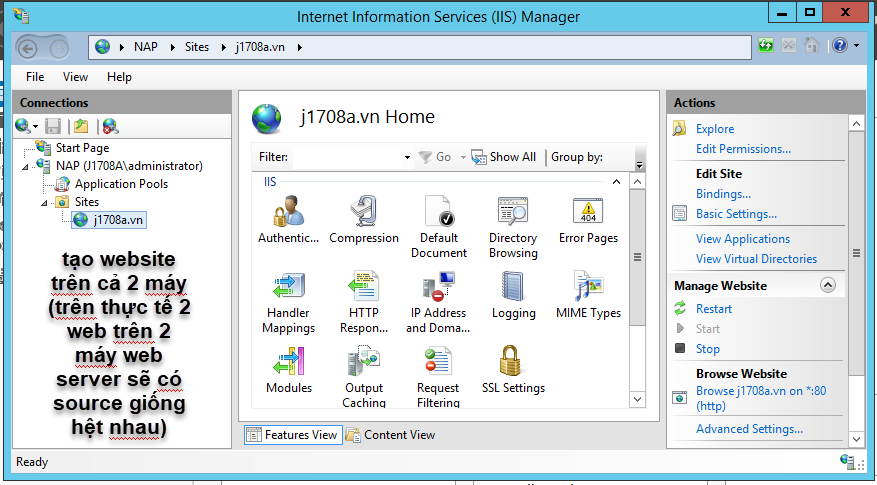 Internet Information Services (IIS) Manager
NAP
Sites
j1708a.vn
File
View
Help
Connections
Start Page
NAP (J1708A\administrator)
Application Pools
Sites
j1708a.vn
tạo website
trên cả 2 máy
(trên thực tế 2
web trên 2
máy web
server sẽ có
source giống
hệt nhau)
j1708a.vn Home
Filter:
Go
Show All
Group by:
IIS
Authentic...
Compression
Default
Document
Directory
Browsing
Error Pages
404
Handler
Mappings
HTTP
Respon...
IP Address
and Doma...
Logging
MIME Types
Modules
Output
Caching
Request
Filtering
SSL Settings
Features View
Content View
Actions
Explore
Edit Permissions...
Edit Site
Bindings...
Basic Settings...
View Applications
View Virtual Directories
Manage Website
Restart
Start
Stop
Browse Website
Browse j1708a.vn on *:80
(http)
Advanced Settings...
Ready